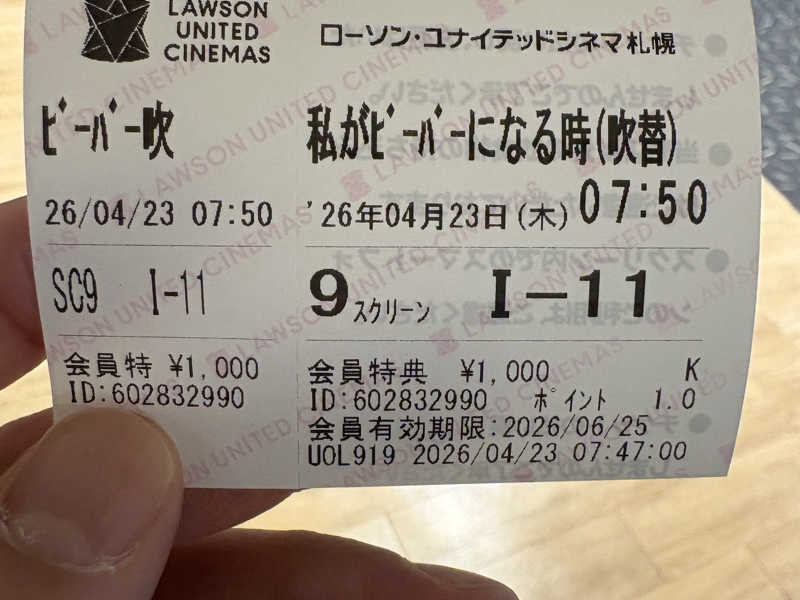 LAWSON
UNITED
CINEMAS
ローソン・ユナイテッドシネマ札幌
ビーバー吹
私がビーバーになる時(吹替)
26/04/23 07:50
'26年04月23日(木) 07:50
SC9 I-11
9スクリーン I-11
会員特 ¥1,000
ID:602832990
会員特典 ¥1,000 K
ID:602832990 ポイント 1.0
会員有効期限:2026/06/25
UOL919 2026/04/23 07:47:00